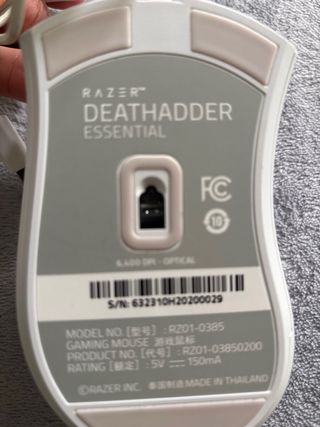 RAZER™
DEATHADDER
ESSENTIAL
FC
10
6,400 DPI - OPTICAL
S/N: 632310H20200029
MODEL NO. [型号] : RZ01-0385
GAMING MOUSE 游戏鼠标
PRODUCT NO. [代号] : RZ01-03850200
RATING [额定] : 5V ⎓ 150mA
©RAZER INC. 泰国制造 MADE IN THAILAND